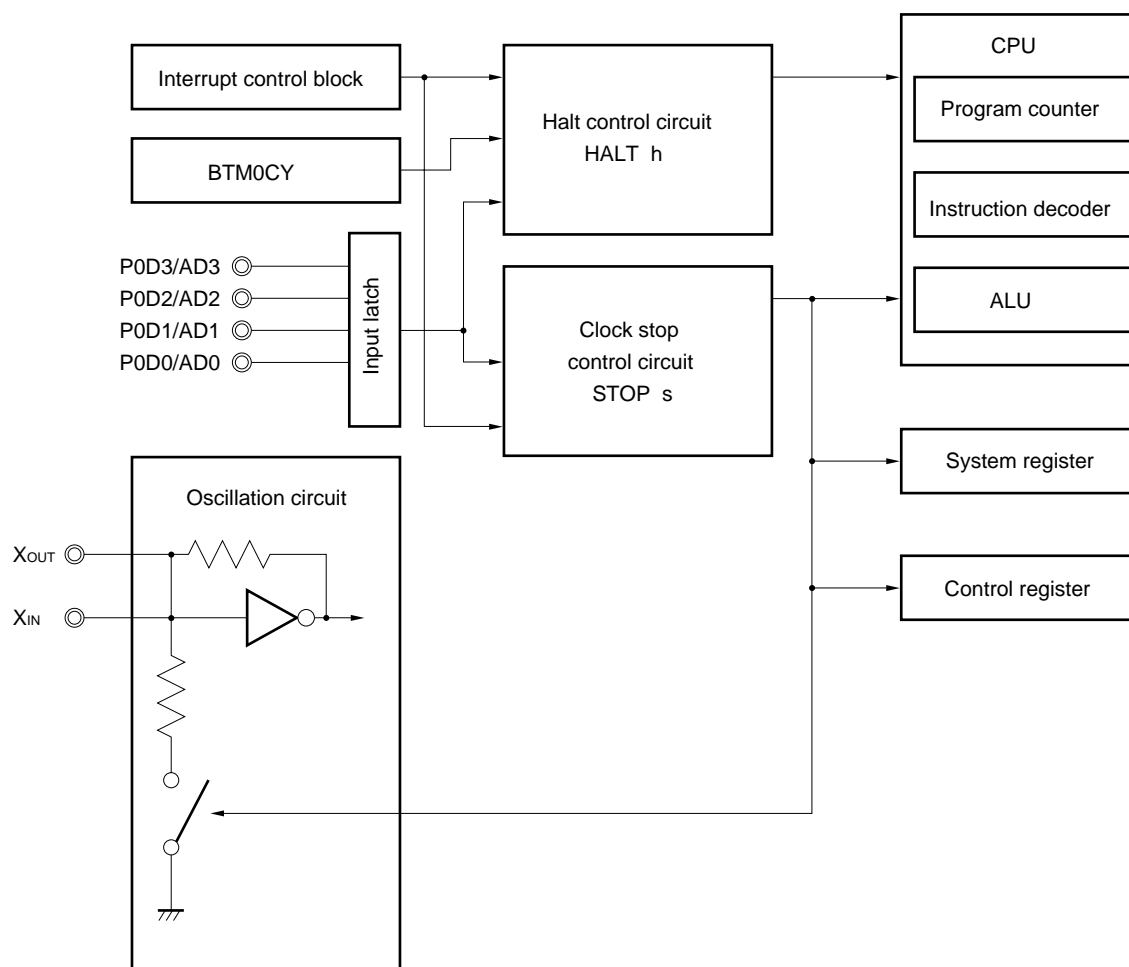 Interrupt control block
BTM0CY
P0D3/AD3
P0D2/AD2
P0D1/AD1
P0D0/AD0
Input latch
Halt control circuit
HALT h
Clock stop
control circuit
STOP s
CPU
Program counter
Instruction decoder
ALU
System register
Control register
Oscillation circuit
XOUT
XIN